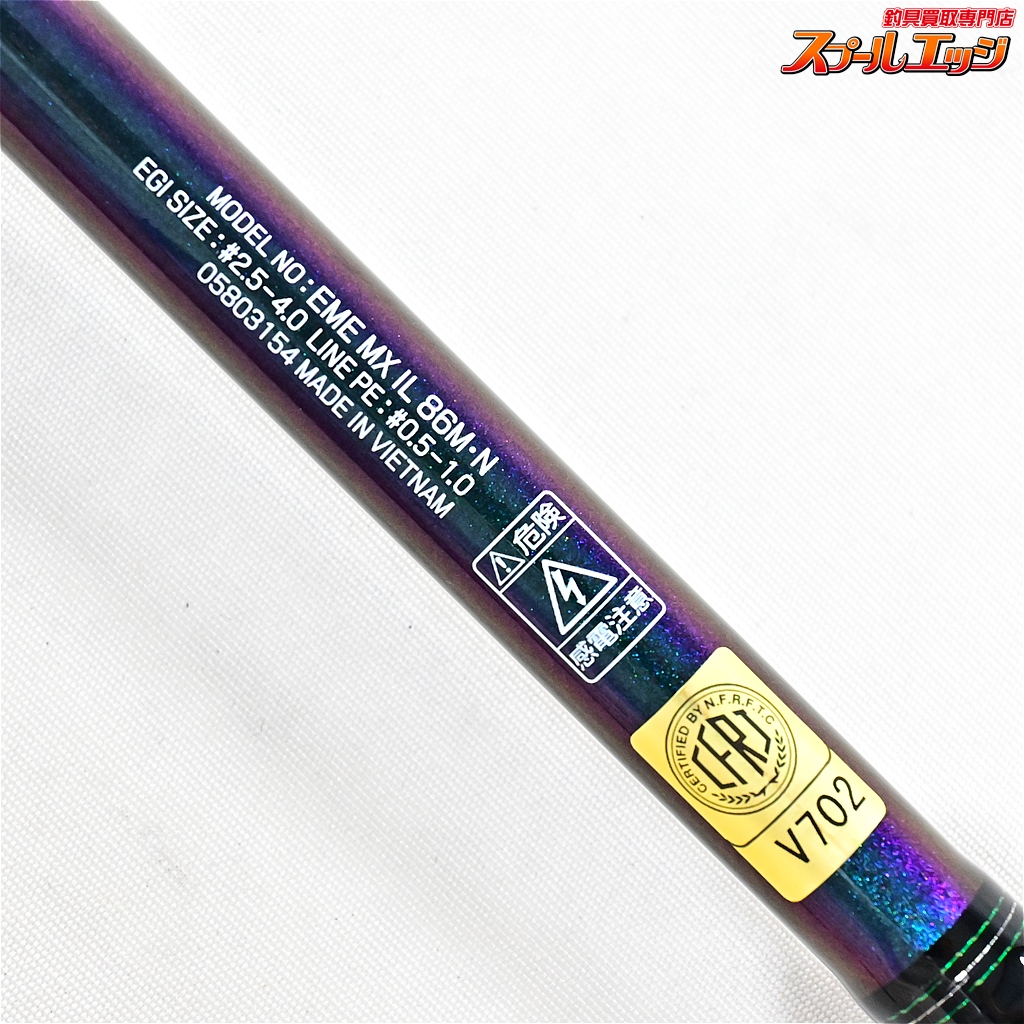 釣具買取専門店
スプールエッジ
MODEL NO : EME MX IL 86M・N
EGI SIZE : #2.5-4.0 LINE PE : #0.5-1.0
05803154 MADE IN VIETNAM
危険
感電注意
CERTIFIED BY N.F.R.F.T.C
CFRJ
V702